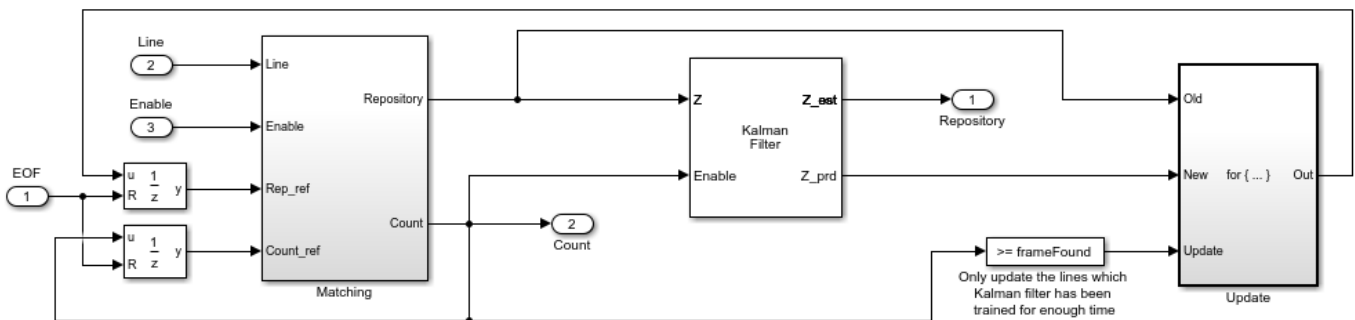 Line
2
Enable
3
EOF
1
u
R
1
z
y
u
R
1
z
y
Line
Enable
Rep_ref
Count_ref
Repository
Count
Matching
2
Count
Z
Enable
Kalman
Filter
Z_est
Z_prd
1
Repository
>= frameFound
Only update the lines which
Kalman filter has been
trained for enough time
Old
New
Update
for { ... }
Out
Update